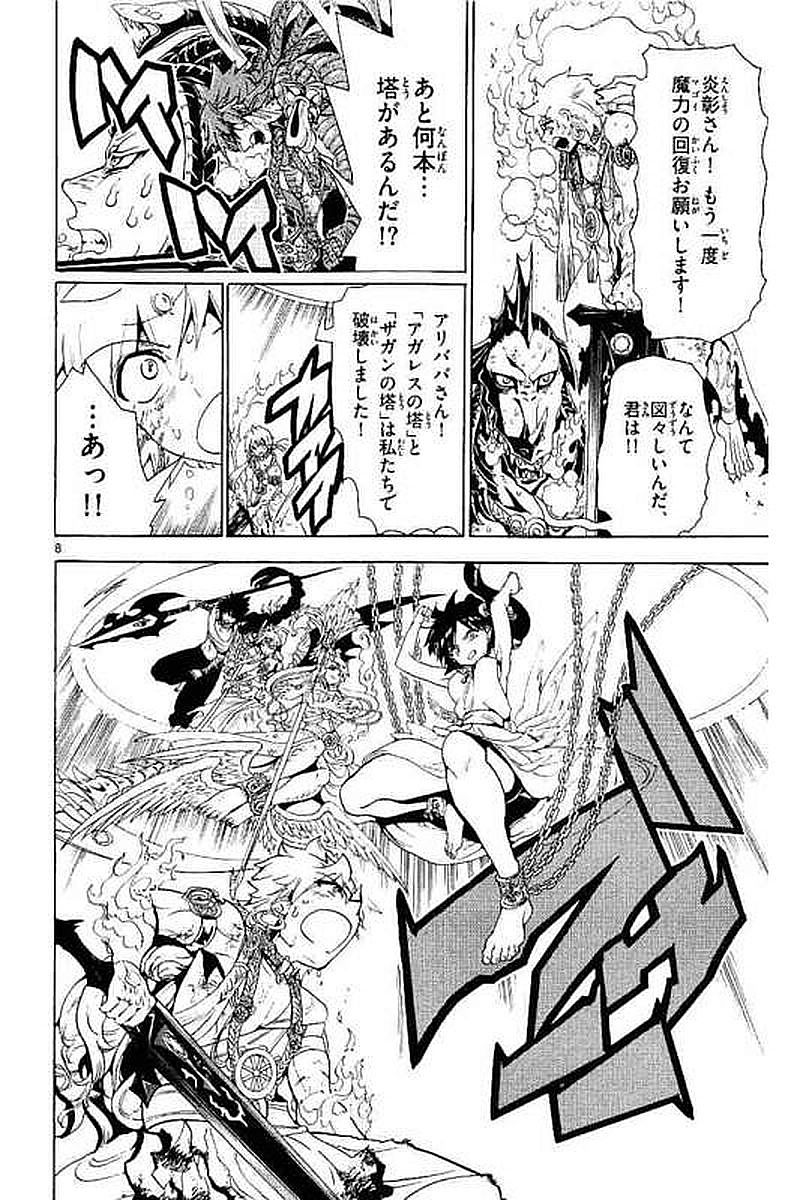 炎彰さん！もう一度
魔力の回復お願いします！
なんて
図々しいんだ、
君は!!
あと何本…
塔があるんだ!?
アリババさん！
「アガレスの塔」と
「ザガンの塔」は私たちで
破壊しました！
…あっ!!
8